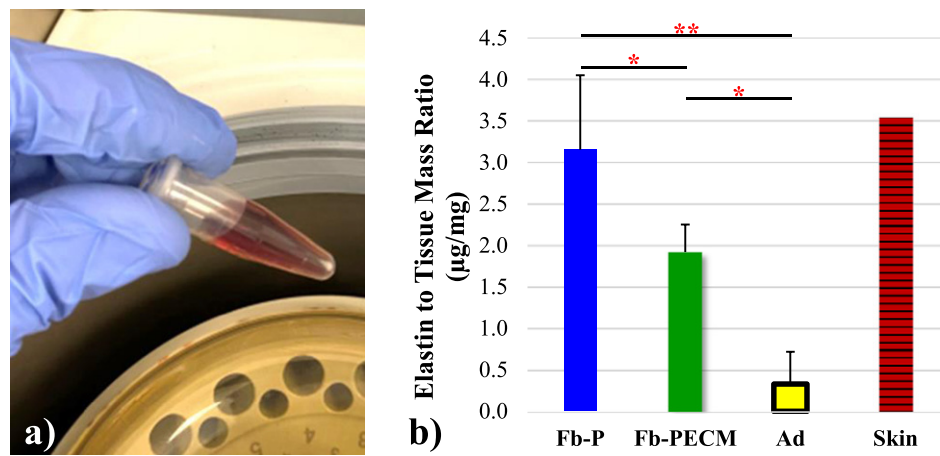 a)
b)
Elastin to Tissue Mass Ratio
(µg/mg)
4.5
4.0
3.5
3.0
2.5
2.0
1.5
1.0
0.5
0.0
**
*
*
Fb-P
Fb-PECM
Ad
Skin